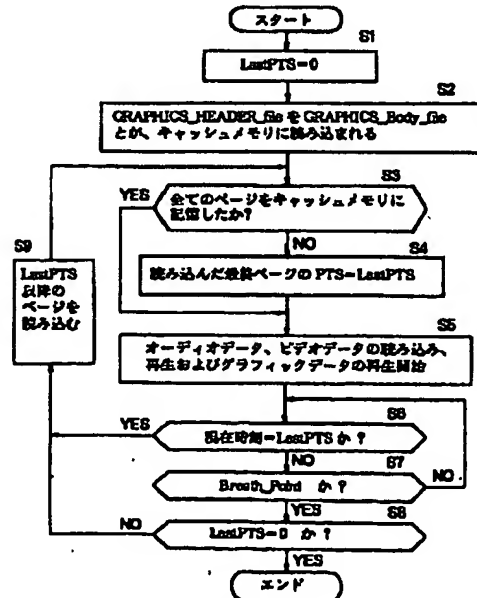 スタート
S1
LastPTS=0
S2
GRAPHICS_HEADER_file を GRAPHICS_Body_file
とが、キャッシュメモリに読み込まれる
S3
YES
全てのページをキャッシュメモリに
記憶したか?
NO
S4
読み込んだ最終ページの PTS=LastPTS
S9
LastPTS
以降の
ページを
読み込む
S5
オーディオデータ、ビデオデータの読み込み、
再生およびグラフィックデータの再生開始
S6
YES
現在時刻=LastPTS か?
NO
S7
Breath_Point か?
NO
YES
S8
NO
LastPTS=0 か?
YES
エンド